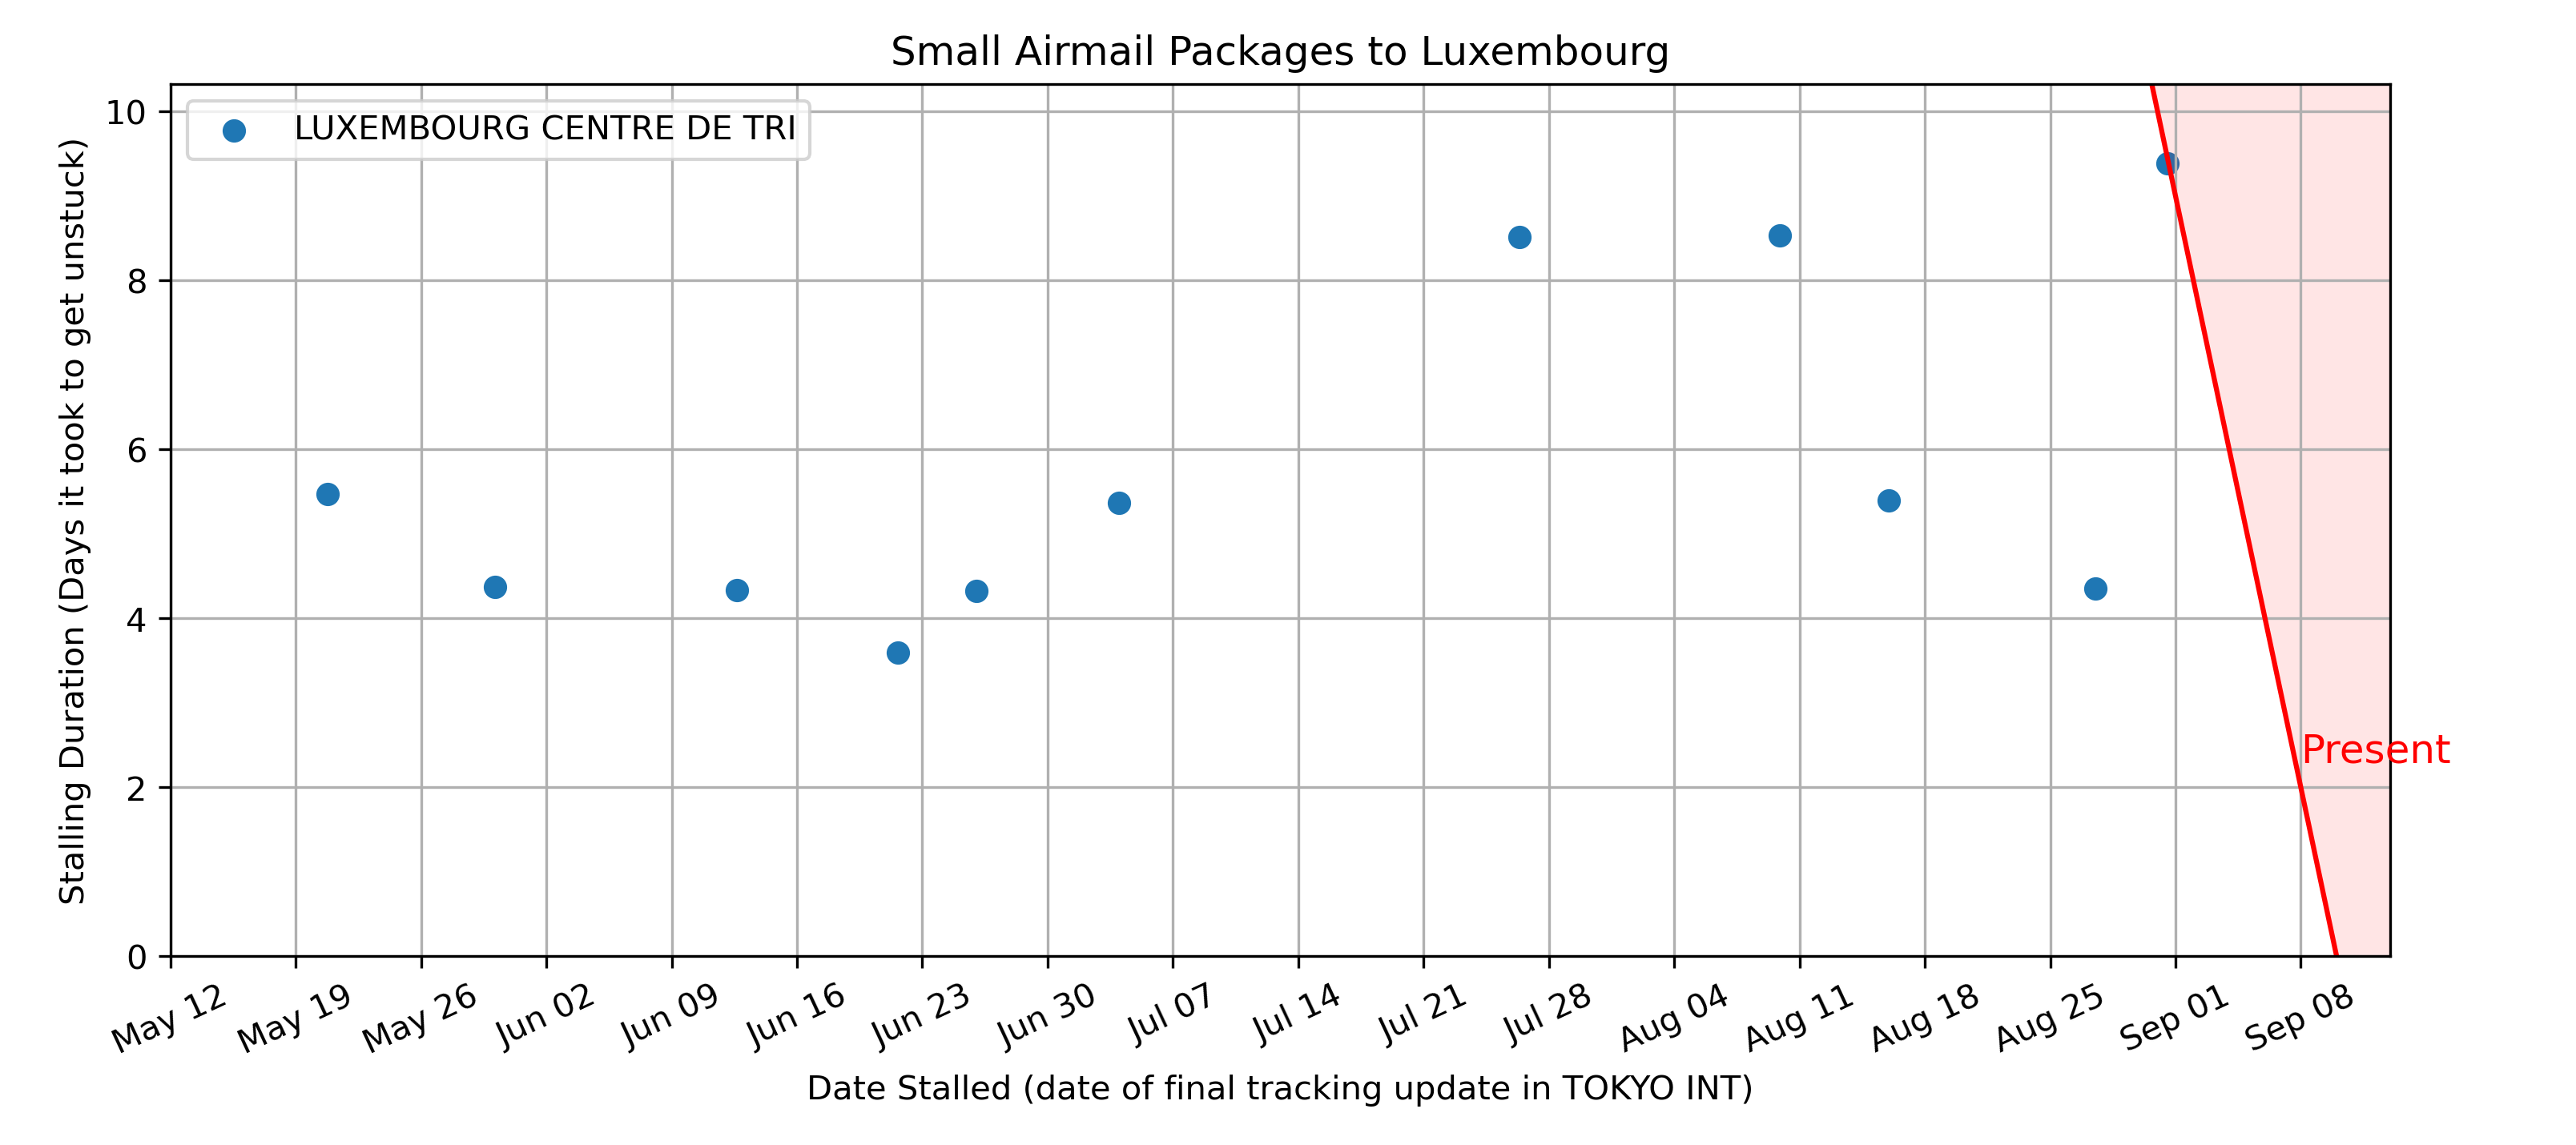 Small Airmail Packages to Luxembourg
LUXEMBOURG CENTRE DE TRI
Stalling Duration (Days it took to get unstuck)
10
8
6
4
2
0
Present
May 12
May 19
May 26
Jun 02
Jun 09
Jun 16
Jun 23
Jun 30
Jul 07
Jul 14
Jul 21
Jul 28
Aug 04
Aug 11
Aug 18
Aug 25
Sep 01
Sep 08
Date Stalled (date of final tracking update in TOKYO INT)